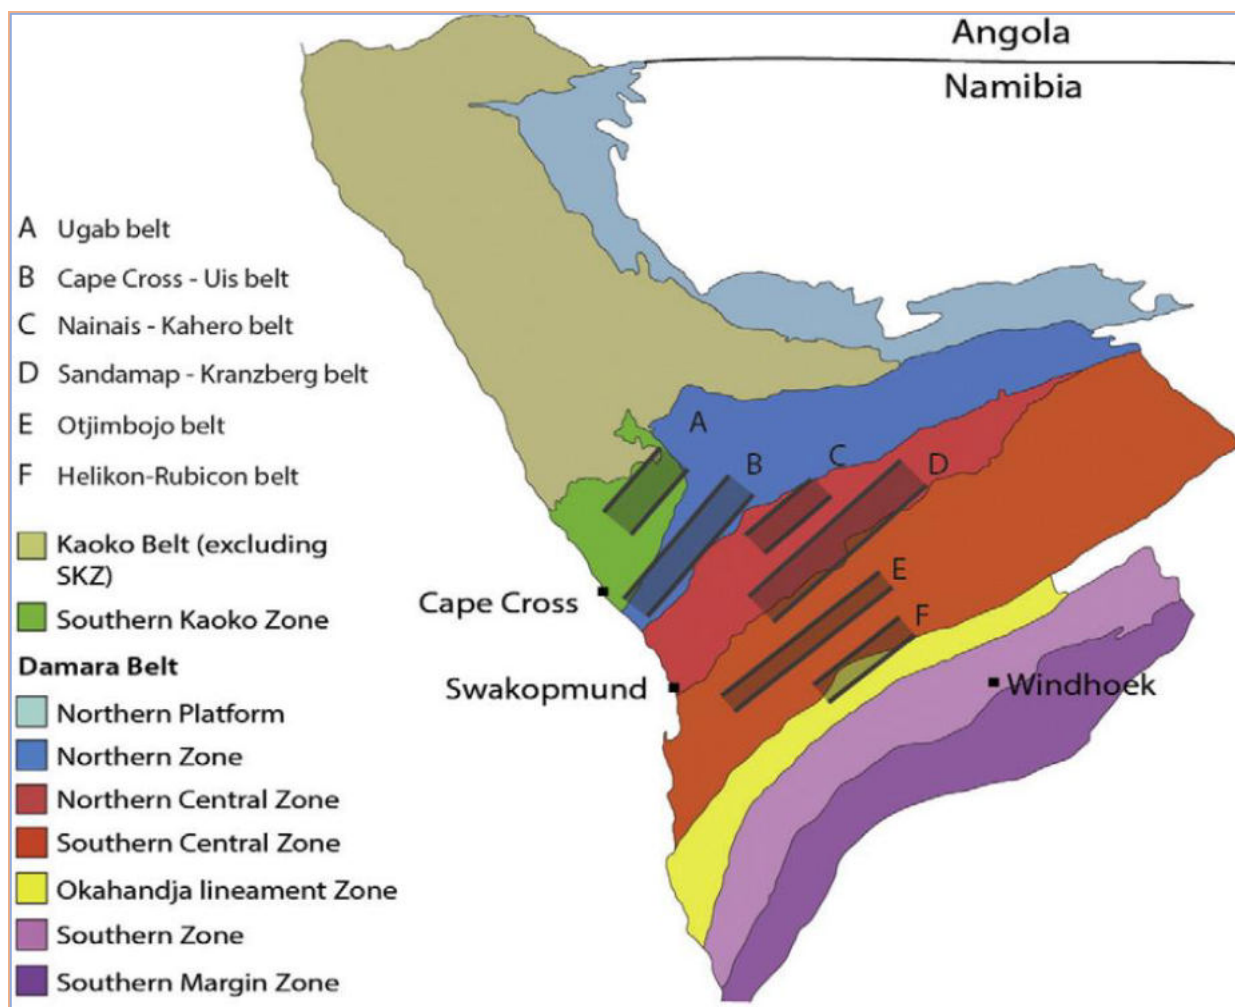 Angola
Namibia
A Ugab belt
B Cape Cross - Uis belt
C Nainais - Kahero belt
D Sandamap - Kranzberg belt
E Otjimbojo belt
F Helikon-Rubicon belt
Kaoko Belt (excluding
SKZ)
Southern Kaoko Zone
Damara Belt
Northern Platform
Northern Zone
Northern Central Zone
Southern Central Zone
Okahandja lineament Zone
Southern Zone
Southern Margin Zone
A
B
C
D
E
F
Cape Cross
Swakopmund
Windhoek